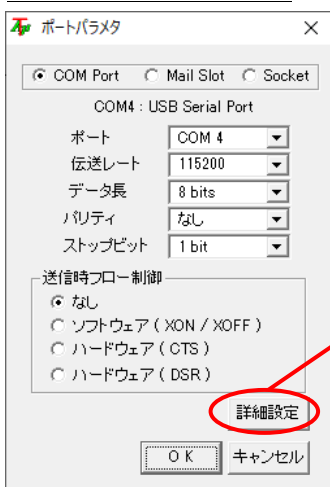 ポートパラメタ
COM Port Mail Slot Socket
COM4 : USB Serial Port
ポート COM 4
伝送レート 115200
データ長 8 bits
パリティ なし
ストップビット 1 bit
送信時フロー制御
なし
ソフトウェア ( XON / XOFF )
ハードウェア ( CTS )
ハードウェア ( DSR )
詳細設定
O K キャンセル